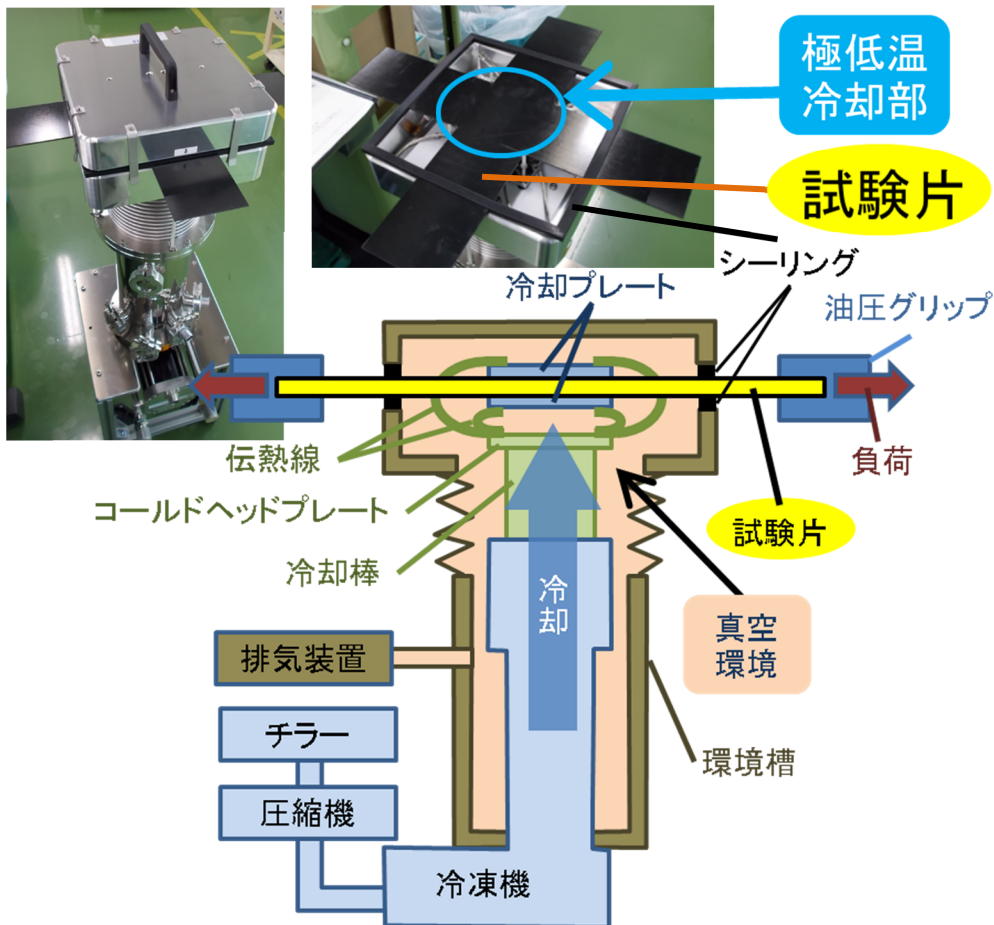 極低温
冷却部
試験片
シーリング
冷却プレート
油圧グリップ
伝熱線
負荷
コールドヘッドプレート
試験片
冷却棒
冷却
真空
環境
排気装置
チラー
環境槽
圧縮機
冷凍機